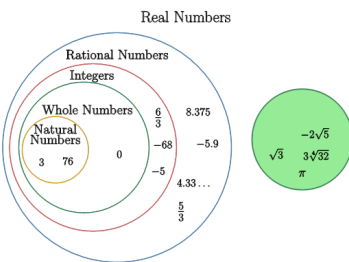 Real Numbers
Rational Numbers
Integers
Whole Numbers
Natural
Numbers
3 76
0
6/3
8.375
-68
-5.9
-5
4.33...
5/3
-2√5
√3
3∜32
π